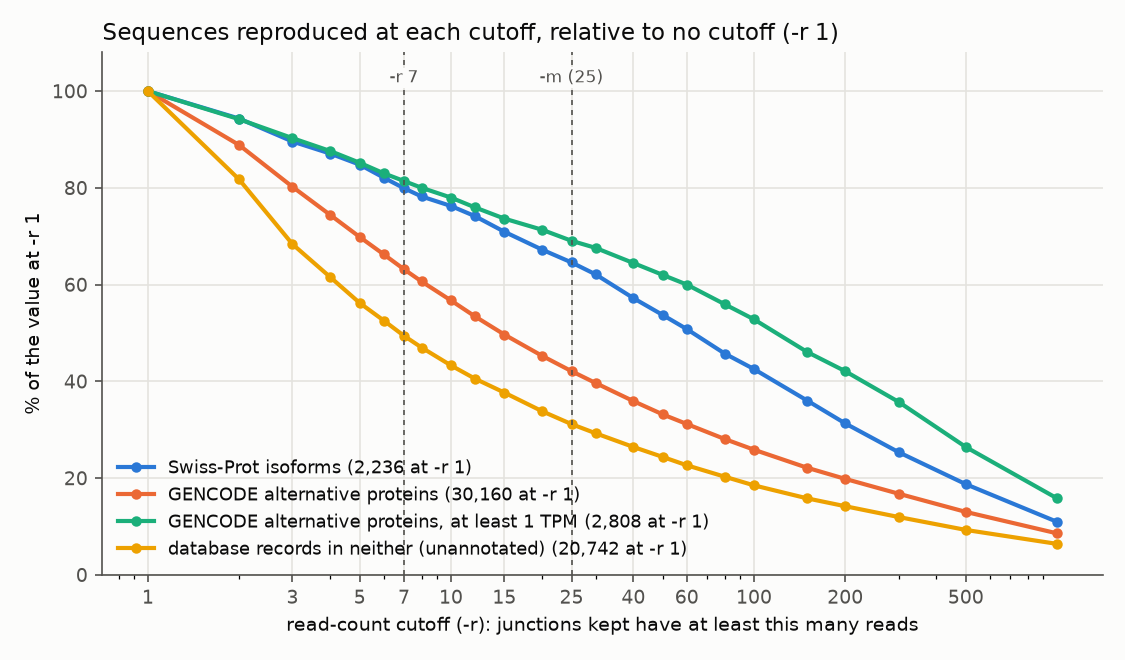 Sequences reproduced at each cutoff, relative to no cutoff (-r 1)
-r 7
-m (25)
100
80
60
40
20
0
% of the value at -r 1
Swiss-Prot isoforms (2,236 at -r 1)
GENCODE alternative proteins (30,160 at -r 1)
GENCODE alternative proteins, at least 1 TPM (2,808 at -r 1)
database records in neither (unannotated) (20,742 at -r 1)
1 3 5 7 10 15 25 40 60 100 200 500
read-count cutoff (-r): junctions kept have at least this many reads